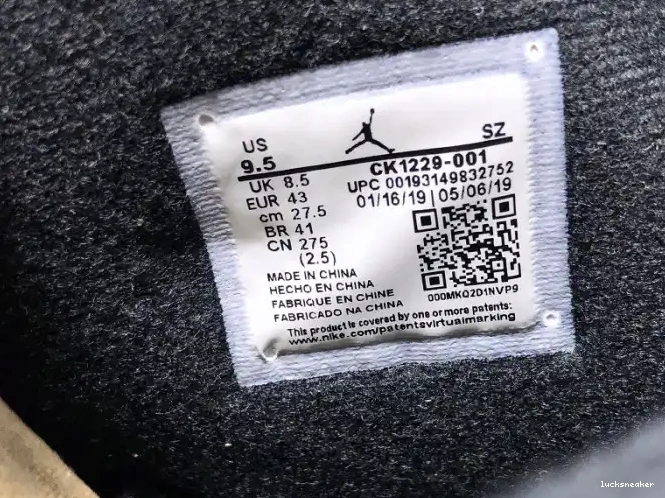 US
SZ
9.5
CK1229-001
UK 8.5
UPC 00193149832752
EUR 43
01/16/19 | 05/06/19
cm 27.5
BR 41
CN 275
(2.5)
000MKQ2D1NVP9
MADE IN CHINA
HECHO EN CHINA
FABRIQUE EN CHINE
FABRICADO NA CHINA
This product is covered by one or more patents:
www.nike.com/patentsvirtualmarking
lucksneaker